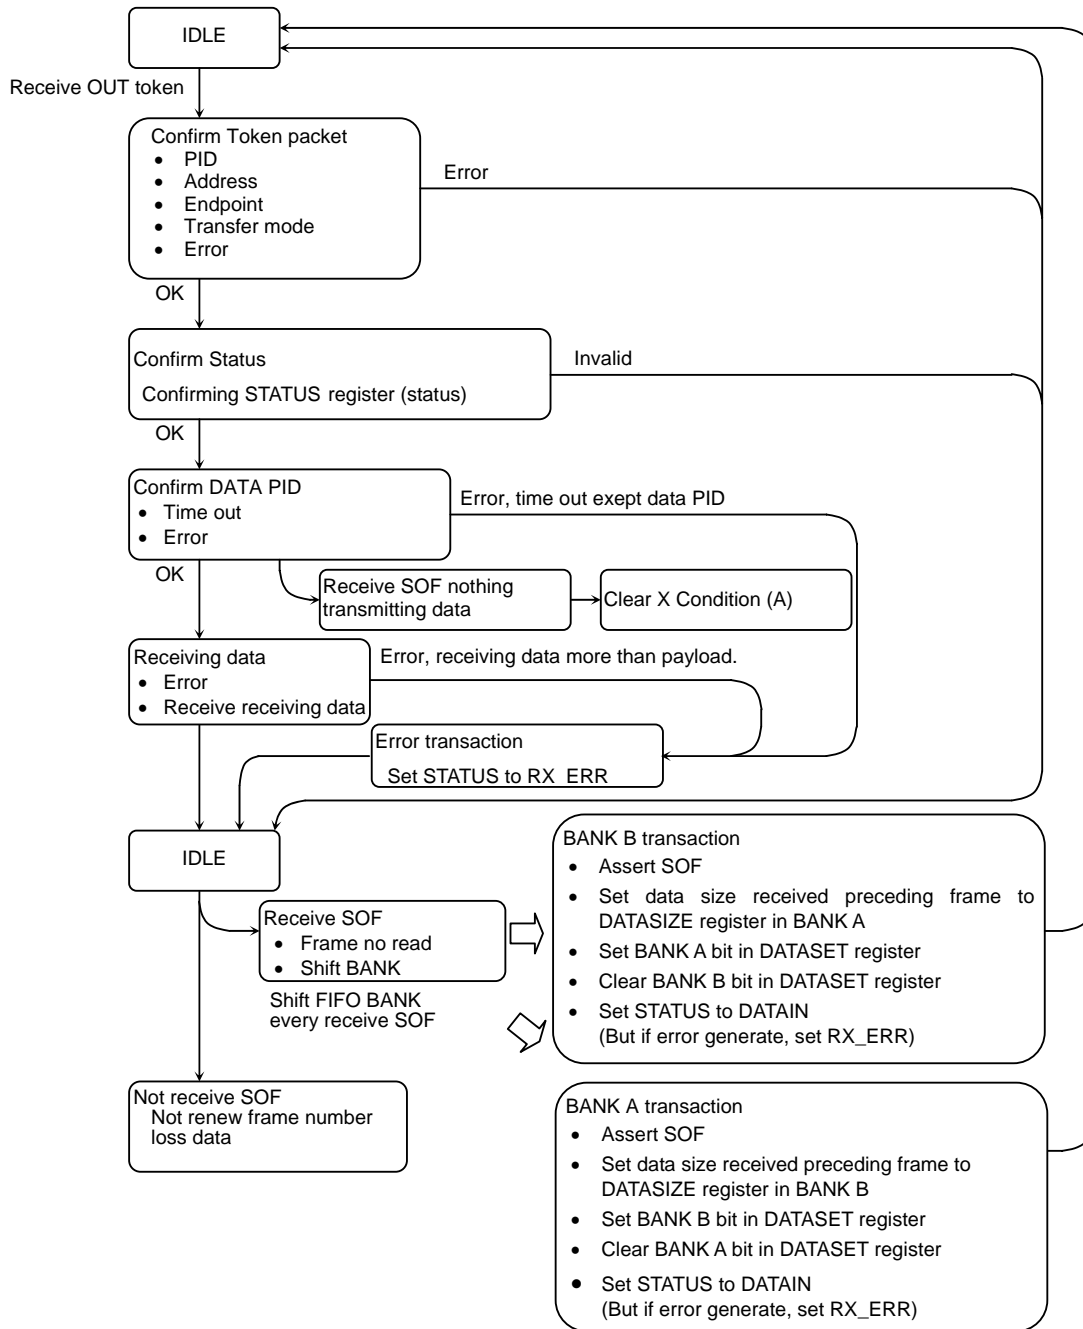 IDLE
Receive OUT token
Confirm Token packet
• PID
• Address
• Endpoint
• Transfer mode
• Error
Error
OK
Confirm Status
Confirming STATUS register (status)
Invalid
OK
Confirm DATA PID
• Time out
• Error
Error, time out exept data PID
OK
Receive SOF nothing
transmitting data
Clear X Condition (A)
Receiving data
• Error
• Receive receiving data
Error, receiving data more than payload.
Error transaction
Set STATUS to RX_ERR
IDLE
Receive SOF
• Frame no read
• Shift BANK
Shift FIFO BANK
every receive SOF
BANK B transaction
• Assert SOF
• Set data size received preceding frame to
DATASIZE register in BANK A
• Set BANK A bit in DATASET register
• Clear BANK B bit in DATASET register
• Set STATUS to DATAIN
(But if error generate, set RX_ERR)
Not receive SOF
Not renew frame number
loss data
BANK A transaction
• Assert SOF
• Set data size received preceding frame to
DATASIZE register in BANK B
• Set BANK B bit in DATASET register
• Clear BANK A bit in DATASET register
• Set STATUS to DATAIN
(But if error generate, set RX_ERR)